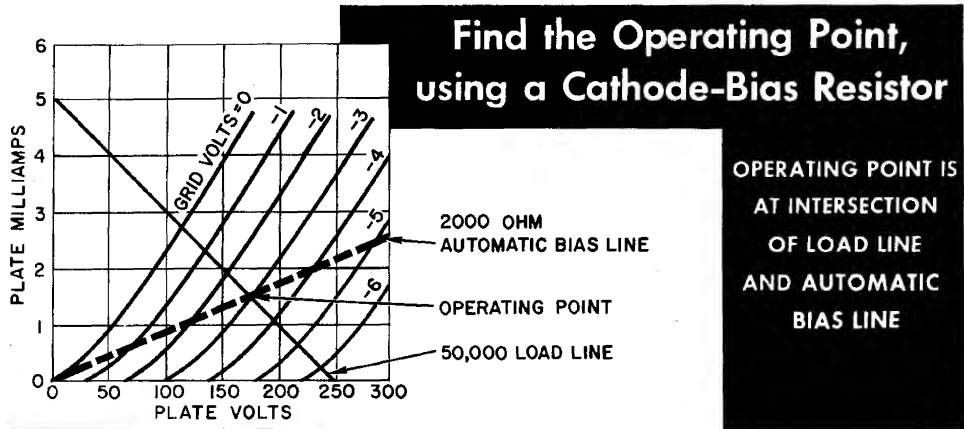 Find the Operating Point,
using a Cathode-Bias Resistor
OPERATING POINT IS
AT INTERSECTION
OF LOAD LINE
AND AUTOMATIC
BIAS LINE
6
5
4
3
2
1
0
PLATE MILLIAMPS
GRID VOLTS=0
-1
-2
-3
-4
-5
-6
2000 OHM
AUTOMATIC BIAS LINE
OPERATING POINT
50,000 LOAD LINE
0 50 100 150 200 250 300
PLATE VOLTS